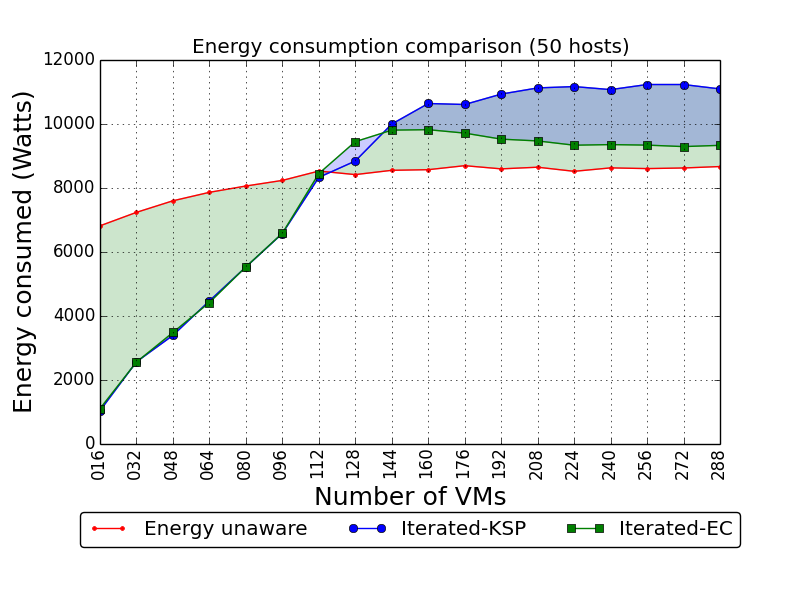 Energy consumption comparison (50 hosts)
12000
10000
8000
6000
4000
2000
0
Energy consumed (Watts)
016 032 048 064 080 096 112 128 144 160 176 192 208 224 240 256 272 288
Number of VMs
Energy unaware Iterated-KSP Iterated-EC